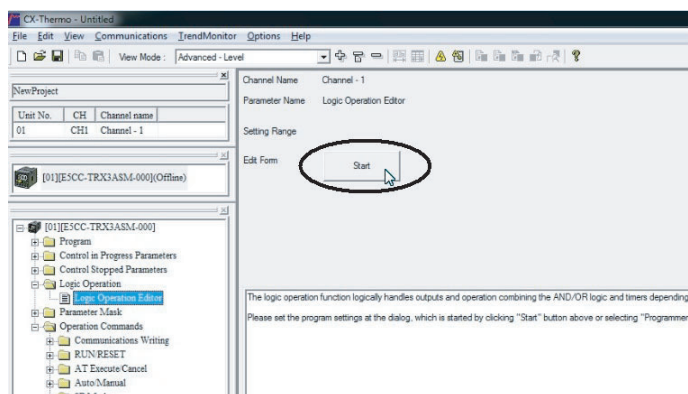 CX-Thermo - Untitled
File Edit View Communications TrendMonitor Options Help
View Mode : Advanced - Level
NewProject
Unit No. CH Channel name
01 CH1 Channel - 1
[01][E5CC-TRX3ASM-000](Offline)
[01][E5CC-TRX3ASM-000]
Program
Control in Progress Parameters
Control Stopped Parameters
Logic Operation
Logic Operation Editor
Parameter Mask
Operation Commands
Communications Writing
RUN/RESET
AT Execute/Cancel
Auto/Manual
Channel Name Channel - 1
Parameter Name Logic Operation Editor
Setting Range
Edit Form Start
The logic operation function logically handles outputs and operation combining the AND/OR logic and timers depending
Please set the program settings at the dialog, which is started by clicking "Start" button above or selecting "Programmer